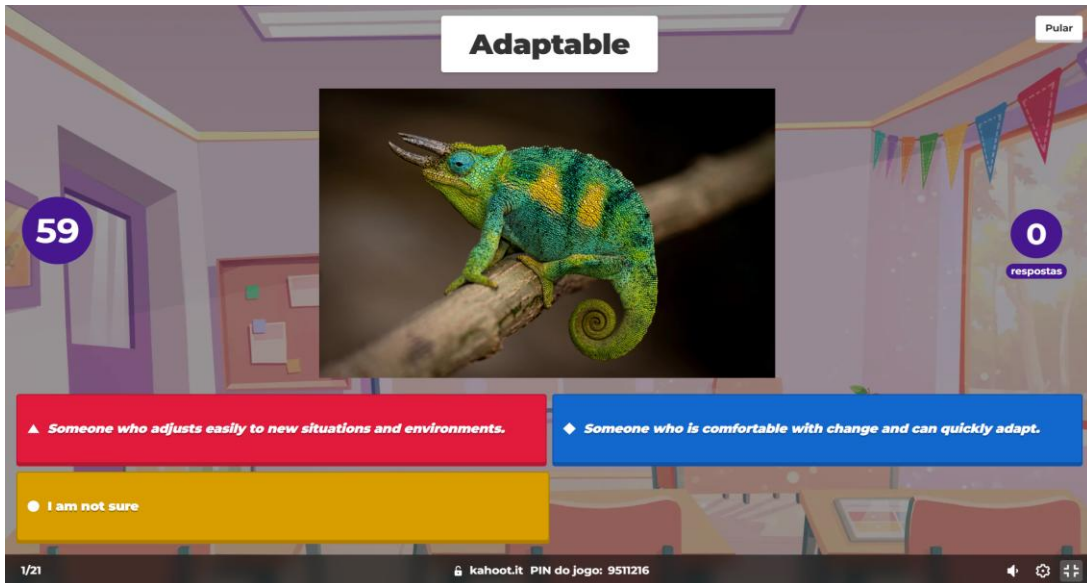 Adaptable
Pular
59
0
respostas
Someone who adjusts easily to new situations and environments.
Someone who is comfortable with change and can quickly adapt.
I am not sure
1/21
kahoot.it PIN do jogo: 9511216